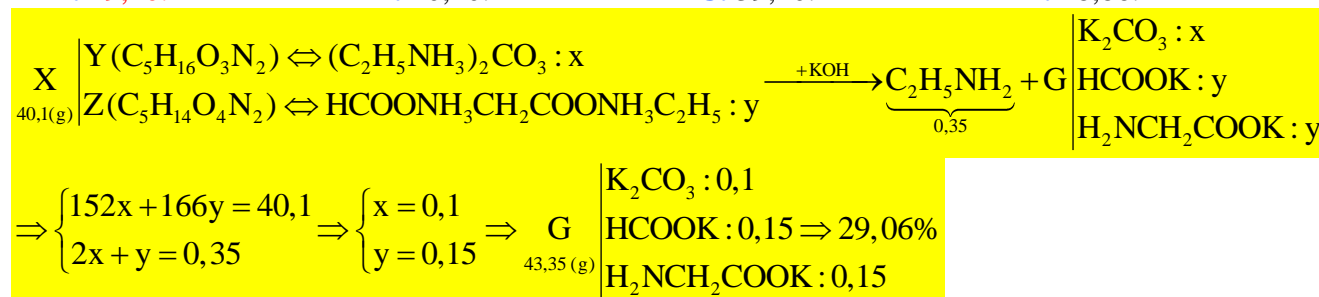 X 40,1(g) | Y(C₅H₁₆O₃N₂) ⇔ (C₂H₅NH₃)₂CO₃ : x
Z(C₅H₁₄O₄N₂) ⇔ HCOONH₃CH₂COONH₃C₂H₅ : y
+KOH → C₂H₅NH₂ 0,35 + G | K₂CO₃ : x
HCOOK : y
H₂NCH₂COOK : y
⇒ { 152x + 166y = 40,1
2x + y = 0,35
⇒ { x = 0,1
y = 0,15
⇒ G 43,35 (g) | K₂CO₃ : 0,1
HCOOK : 0,15 ⇒ 29,06%
H₂NCH₂COOK : 0,15